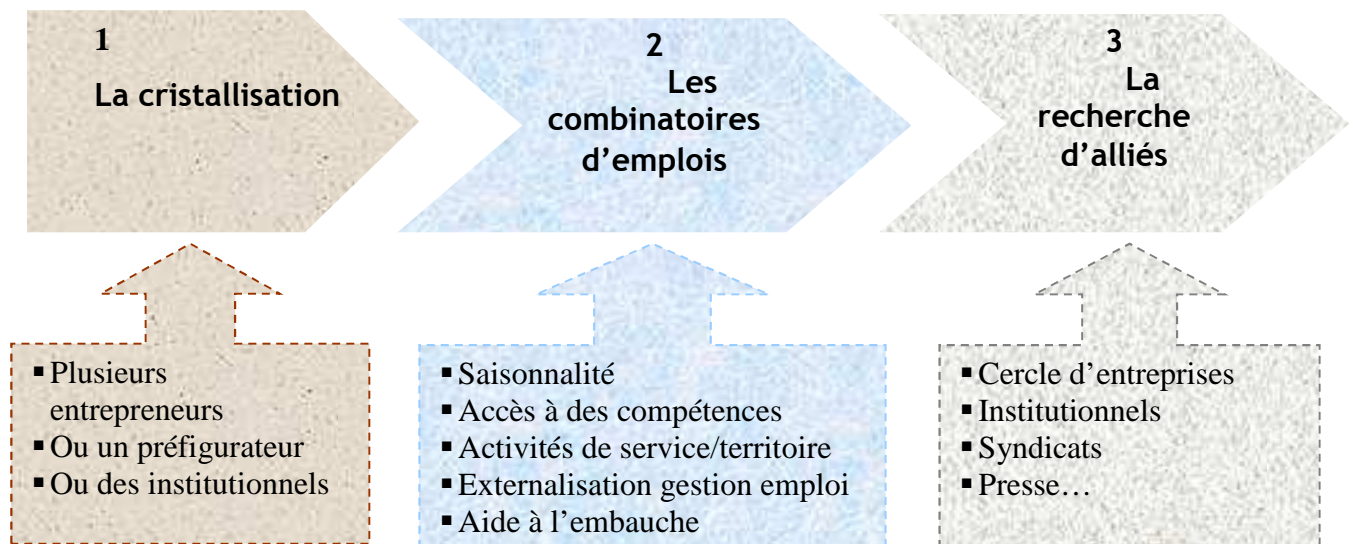 1
La cristallisation
2
Les
combinatoires
d’emplois
3
La
recherche
d’alliés
▪ Plusieurs
entrepreneurs
▪ Ou un préfigurateur
▪ Ou des institutionnels
▪ Saisonnalité
▪ Accès à des compétences
▪ Activités de service/territoire
▪ Externalisation gestion emploi
▪ Aide à l’embauche
▪ Cercle d’entreprises
▪ Institutionnels
▪ Syndicats
▪ Presse…